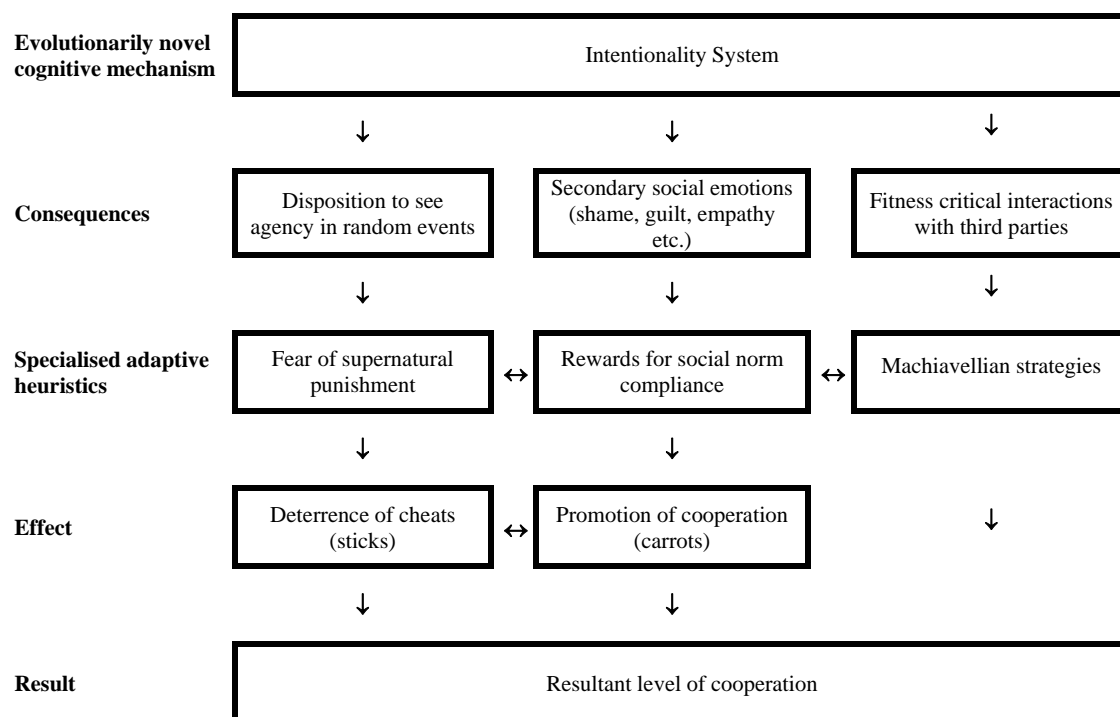 Evolutionarily novel
cognitive mechanism
Intentionality System
↓ ↓ ↓
Consequences
Disposition to see
agency in random events
Secondary social emotions
(shame, guilt, empathy
etc.)
Fitness critical interactions
with third parties
↓ ↓ ↓
Specialised adaptive
heuristics
Fear of supernatural
punishment
↔
Rewards for social norm
compliance
↔
Machiavellian strategies
↓ ↓
Effect
Deterrence of cheats
(sticks)
↔
Promotion of cooperation
(carrots)
↓
↓ ↓
Result
Resultant level of cooperation